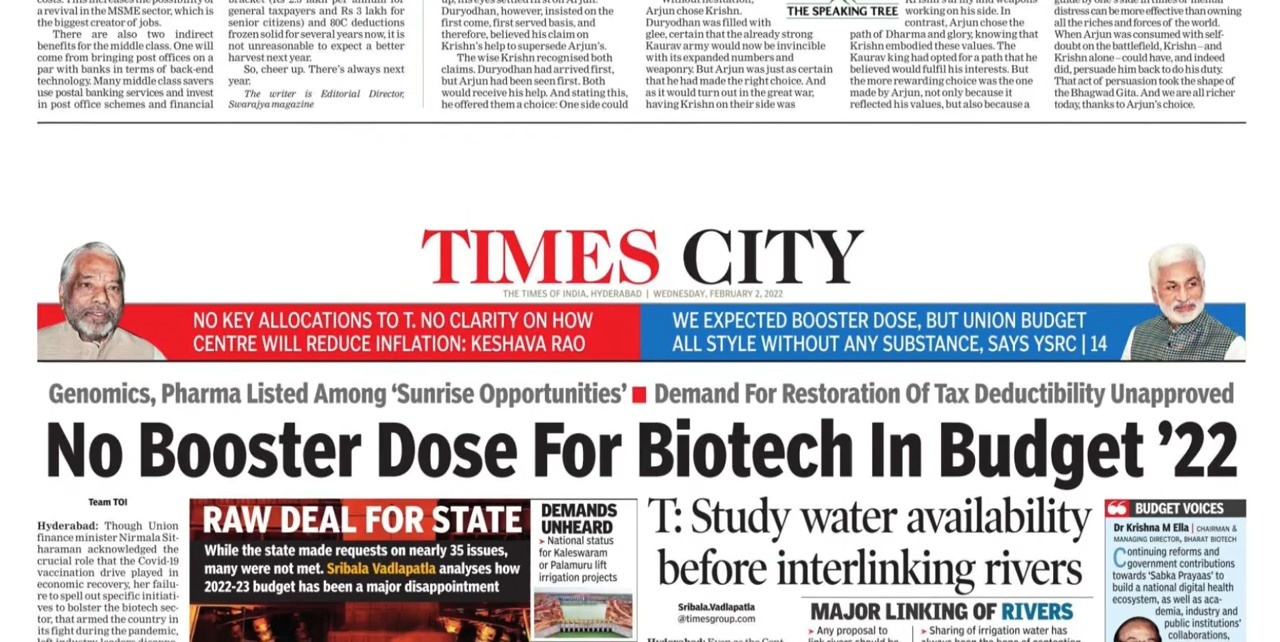 costs. This increases the possibility of
a revival in the MSME sector, which is
the biggest creator of jobs.
There are also two indirect
benefits for the middle class. One will
come from bringing post offices on a
par with banks in terms of back-end
technology. Many middle class savers
use postal banking services and invest
in post office schemes and financial
general taxpayers and Rs 3 lakh for
senior citizens) and 80C deductions
frozen solid for several years now, it is
not unreasonable to expect a better
harvest next year.
So, cheer up. There's always next
year.
The writer is Editorial Director,
Swarajya magazine
Duryodhan, however, insisted on the
first come, first served basis, and
therefore, believed his claim on
Krishn's help to supersede Arjun's.
The wise Krishn recognised both
claims. Duryodhan had arrived first,
but Arjun had been seen first. Both
would receive his help. And stating this,
he offered them a choice: One side could
Arjun chose Krishn.
Duryodhan was filled with
glee, certain that the already strong
Kaurav army would now be invincible
with its expanded numbers and
weaponry. But Arjun was just as certain
that he had made the right choice. And
as it would turn out in the great war,
having Krishn on their side was
THE SPEAKING TREE
working on his side. In
contrast, Arjun chose the
path of Dharma and glory, knowing that
Krishn embodied these values. The
Kaurav king had opted for a path that he
believed would fulfil his interests. But
the more rewarding choice was the one
made by Arjun, not only because it
reflected his values, but also because a
distress can be more effective than owning
all the riches and forces of the world.
When Arjun was consumed with self-
doubt on the battlefield, Krishn – and
Krishn alone – could have, and indeed
did, persuade him back to do his duty.
That act of persuasion took the shape of
the Bhagwad Gita. And we are all richer
today, thanks to Arjun's choice.
TIMES CITY
THE TIMES OF INDIA, HYDERABAD | WEDNESDAY, FEBRUARY 2, 2022
NO KEY ALLOCATIONS TO T. NO CLARITY ON HOW
CENTRE WILL REDUCE INFLATION: KESHAVA RAO
WE EXPECTED BOOSTER DOSE, BUT UNION BUDGET
ALL STYLE WITHOUT ANY SUBSTANCE, SAYS YSRC | 14
Genomics, Pharma Listed Among 'Sunrise Opportunities' ■ Demand For Restoration Of Tax Deductibility Unapproved
No Booster Dose For Biotech In Budget '22
Team TOI
Hyderabad: Though Union
finance minister Nirmala Sit-
haraman acknowledged the
crucial role that the Covid-19
vaccination drive played in
economic recovery, her failu-
re to spell out specific initiati-
ves to bolster the biotech sec-
tor, that armed the country in
its fight during the pandemic,
RAW DEAL FOR STATE
While the state made requests on nearly 35 issues,
many were not met. Sribala Vadlapatla analyses how
2022-23 budget has been a major disappointment
DEMANDS
UNHEARD
➤ National status
for Kaleswaram
or Palamuru lift
irrigation projects
T: Study water availability
before interlinking rivers
Sribala.Vadlapatla
@timesgroup.com
MAJOR LINKING OF RIVERS
➤ Any proposal to
➤ Sharing of irrigation water has
BUDGET VOICES
Dr Krishna M Ella | CHAIRMAN &
MANAGING DIRECTOR, BHARAT BIOTECH
Continuing reforms and
government contributions
towards 'Sabka Prayaas' to
build a national digital health
ecosystem, as well as aca-
demia, industry and
public institutions'
collaborations,